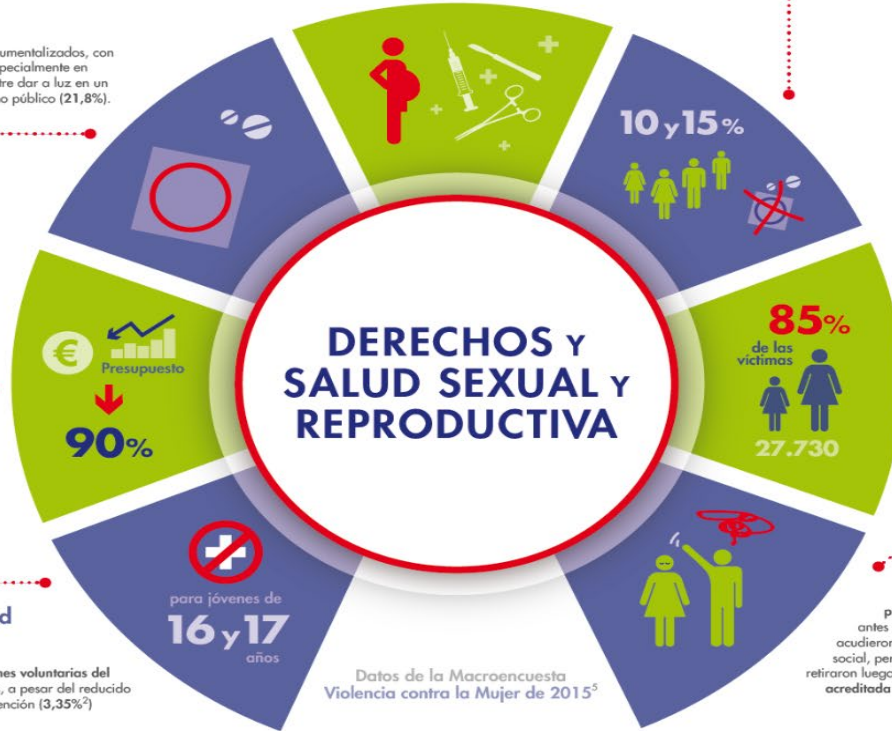 umentalizados, con
pecialmente en
tre dar a luz en un
o público (21,8%).
10 y 15%
85%
de las
víctimas
27.730
Presupuesto
90%
DERECHOS Y
SALUD SEXUAL Y
REPRODUCTIVA
para jóvenes de
16 y 17
años
d
nes voluntarias del
, a pesar del reducido
ención (3,35%²)
Datos de la Macroencuesta
Violencia contra la Mujer de 2015⁵
p
antes
acudieron
social, per
retiraron luego
acreditada